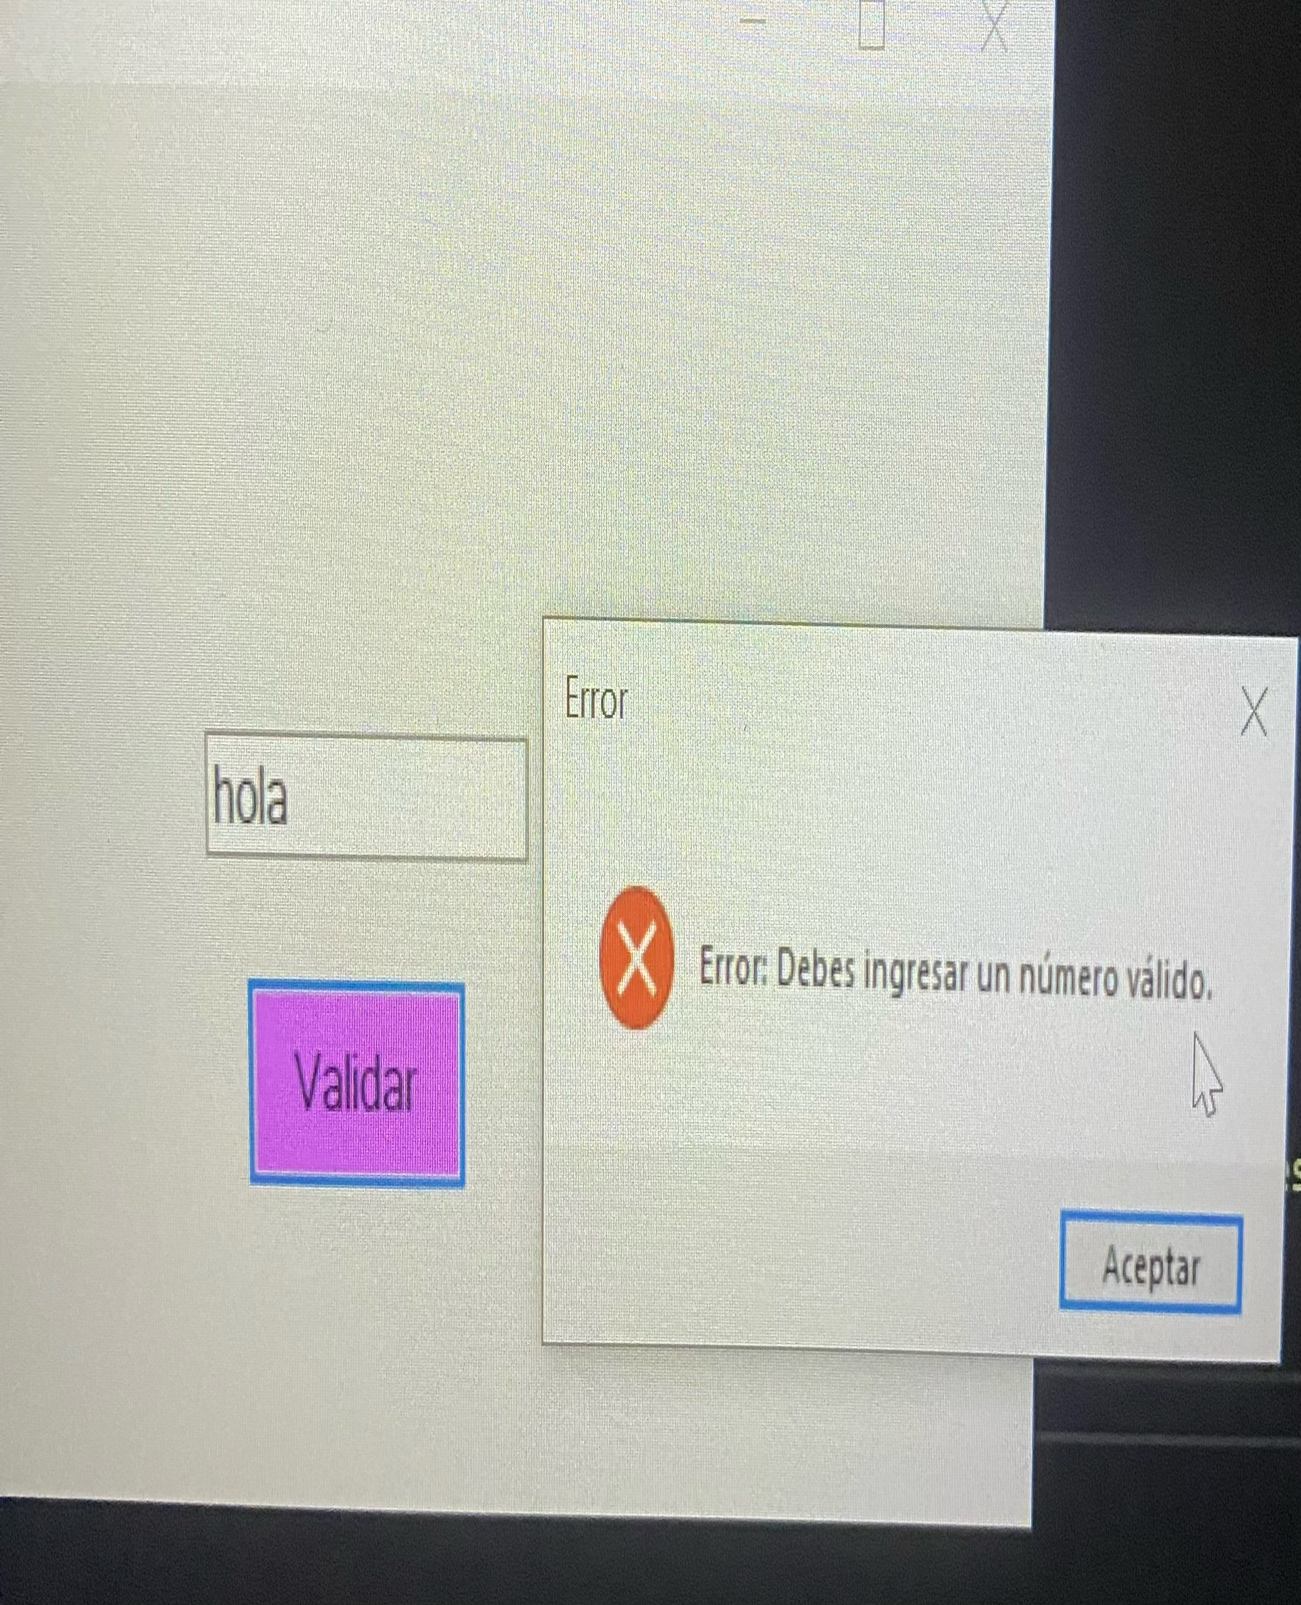 Error
hola
Error: Debes ingresar un número válido.
Validar
Aceptar